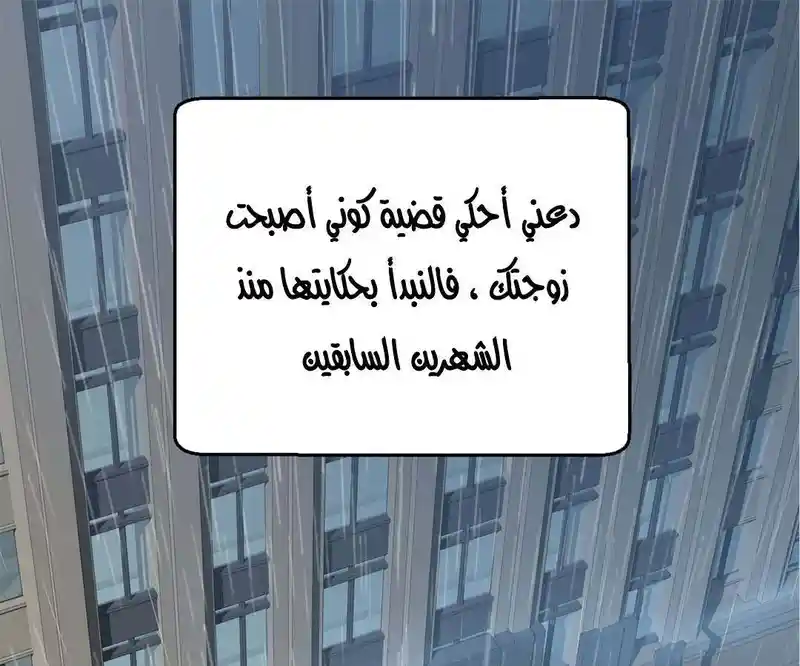 دعني أحكي قضية كوني أصبحت
زوجتك ، فالنبدأ بحكايتها منذ
الشهرين السابقين